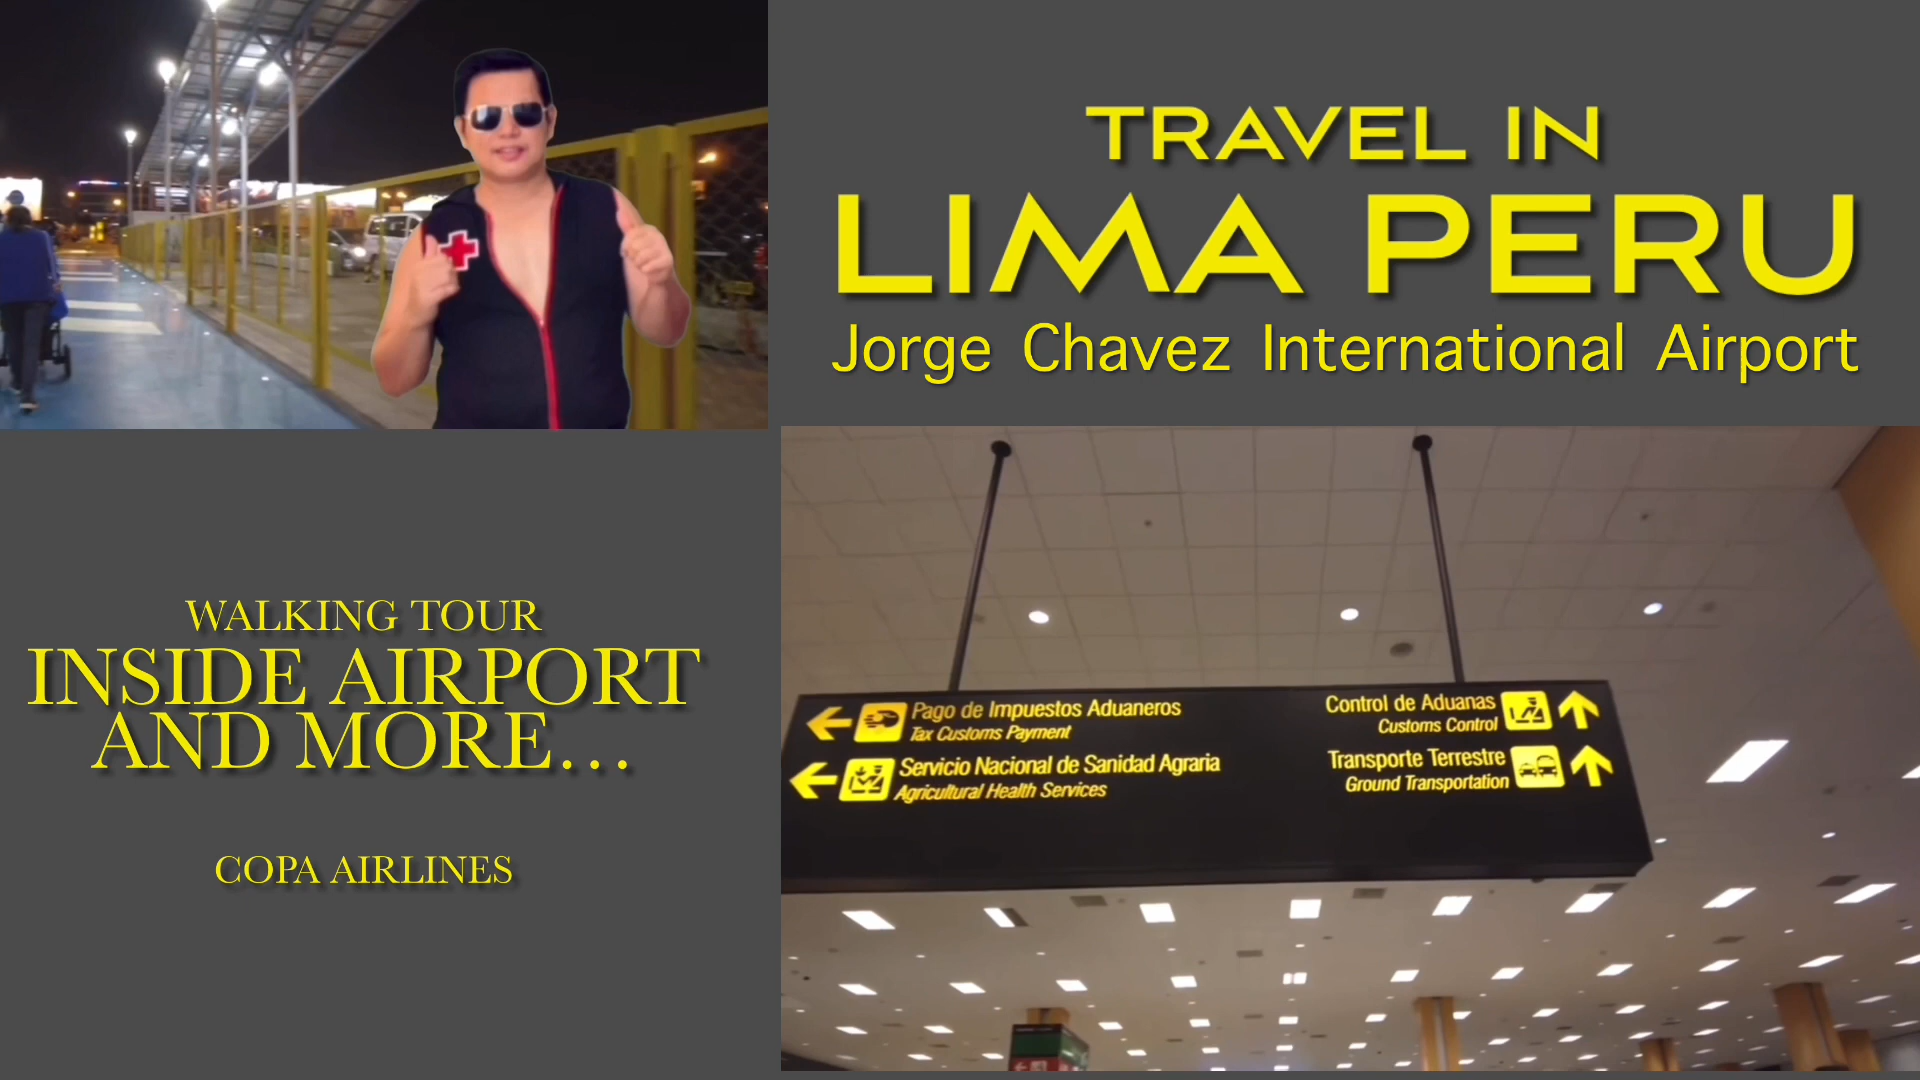 TRAVEL IN
LIMA PERU
Jorge Chavez International Airport
WALKING TOUR
INSIDE AIRPORT
AND MORE...
COPA AIRLINES
Pago de Impuestos Aduaneros
Tax Customs Payment
Servicio Nacional de Sanidad Agraria
Agricultural Health Services
Control de Aduanas
Customs Control
Transporte Terrestre
Ground Transportation